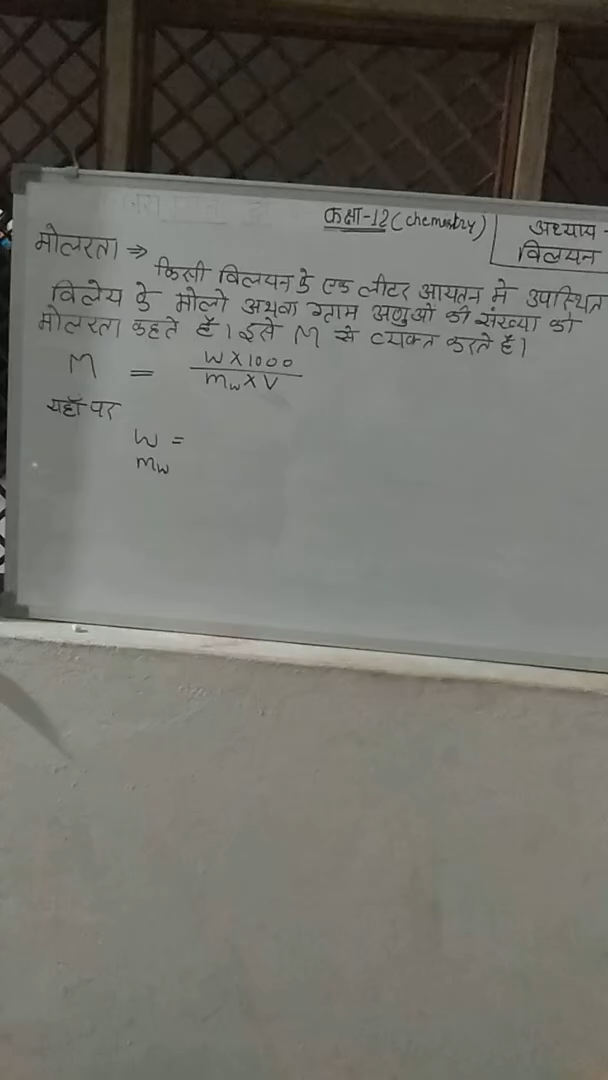 कक्षा-12 (chemistry)
अध्याय -
विलयन
मोलरता ⇒ किसी विलयन के एक लीटर आयतन में उपस्थित
विलेय के मोलो अथवा ग्राम अणुओ की संख्या को
मोलरता कहते हैं। इसे M से व्यक्त करते हैं।
M = W X 1000 / Mw X V
यहाँ पर
W =
Mw